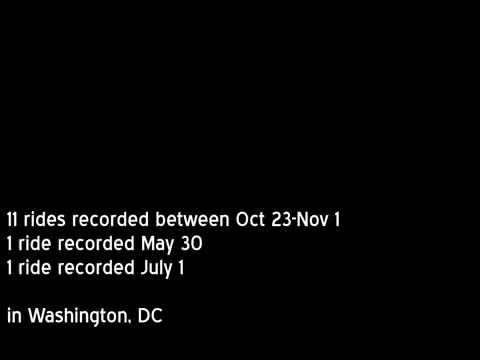 11 rides recorded between Oct 23-Nov 1
1 ride recorded May 30
1 ride recorded July 1
in Washington, DC